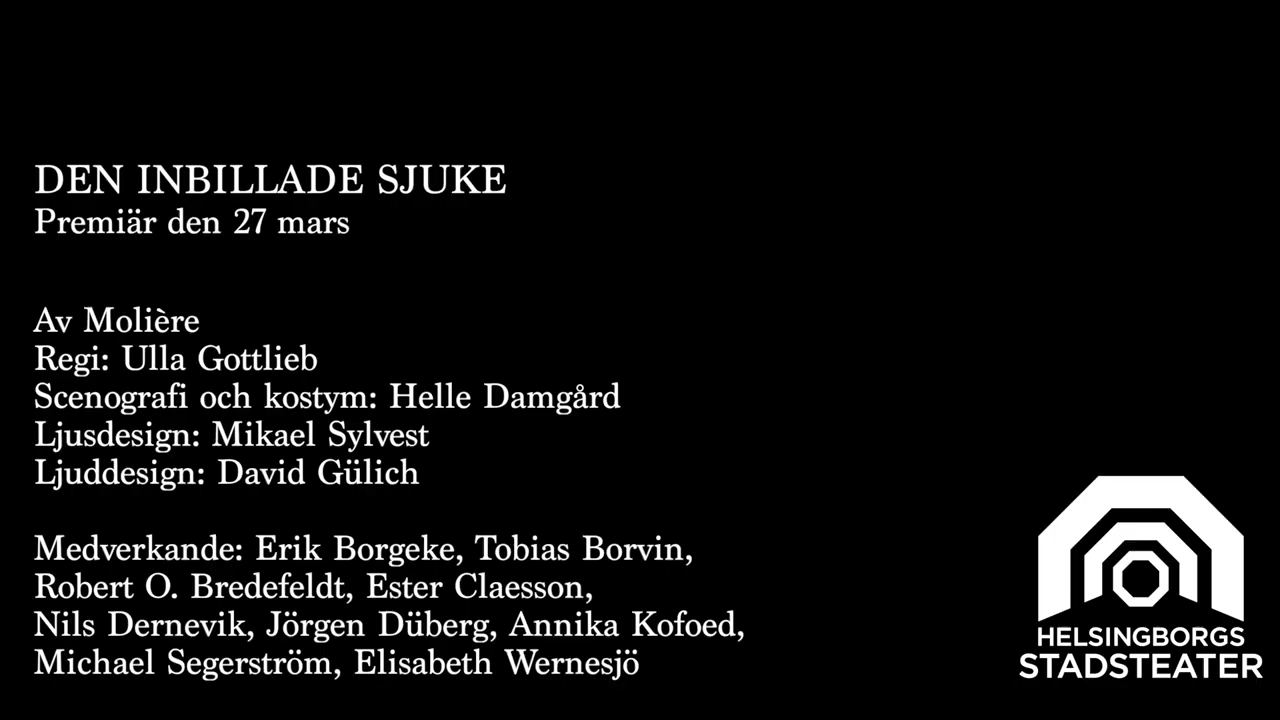 DEN INBILLADE SJUKE
Premiär den 27 mars
Av Molière
Regi: Ulla Gottlieb
Scenografi och kostym: Helle Damgård
Ljusdesign: Mikael Sylvest
Ljuddesign: David Gülich
Medverkande: Erik Borgeke, Tobias Borvin,
Robert O. Bredefeldt, Ester Claesson,
Nils Dernevik, Jörgen Düberg, Annika Kofoed,
Michael Segerström, Elisabeth Wernesjö
HELSINGBORGS
STADSTEATER